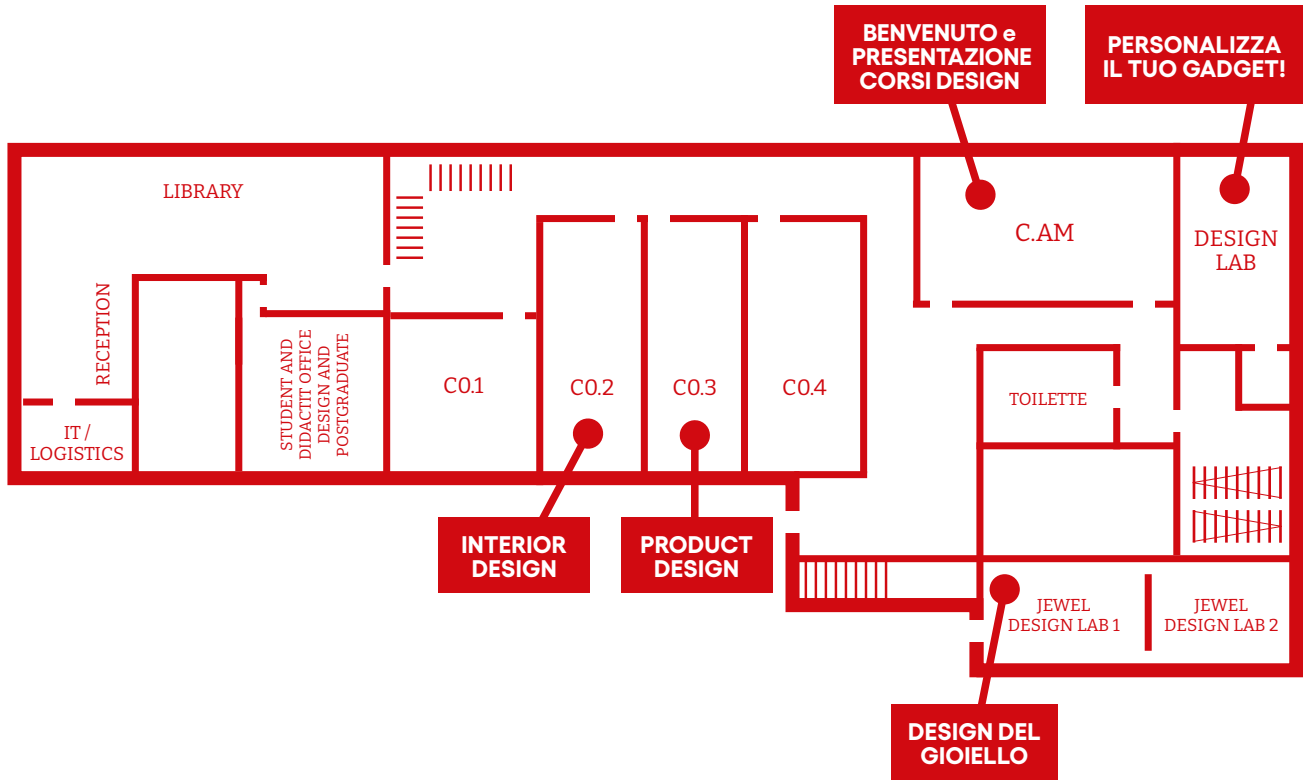 BENVENUTO e
PRESENTAZIONE
CORSI DESIGN
PERSONALIZZA
IL TUO GADGET!
LIBRARY
C.AM
DESIGN
LAB
RECEPTION
STUDENT AND
DIDACTIT OFFICE
DESIGN AND
POSTGRADUATE
C0.1
C0.2
C0.3
C0.4
TOILETTE
IT /
LOGISTICS
INTERIOR
DESIGN
PRODUCT
DESIGN
JEWEL
DESIGN LAB 1
JEWEL
DESIGN LAB 2
DESIGN DEL
GIOIELLO